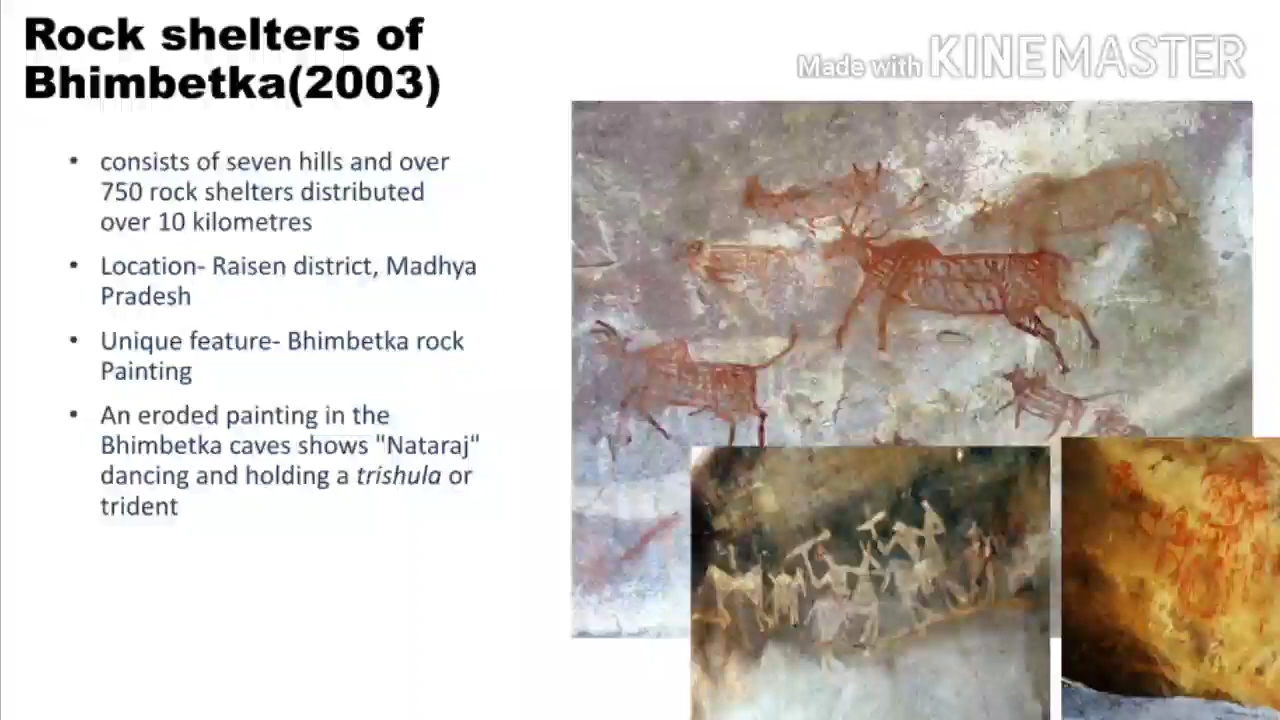 Rock shelters of
Bhimbetka(2003)
Made with KINEMASTER
• consists of seven hills and over
750 rock shelters distributed
over 10 kilometres
• Location- Raisen district, Madhya
Pradesh
• Unique feature- Bhimbetka rock
Painting
• An eroded painting in the
Bhimbetka caves shows "Nataraj"
dancing and holding a trishula or
trident